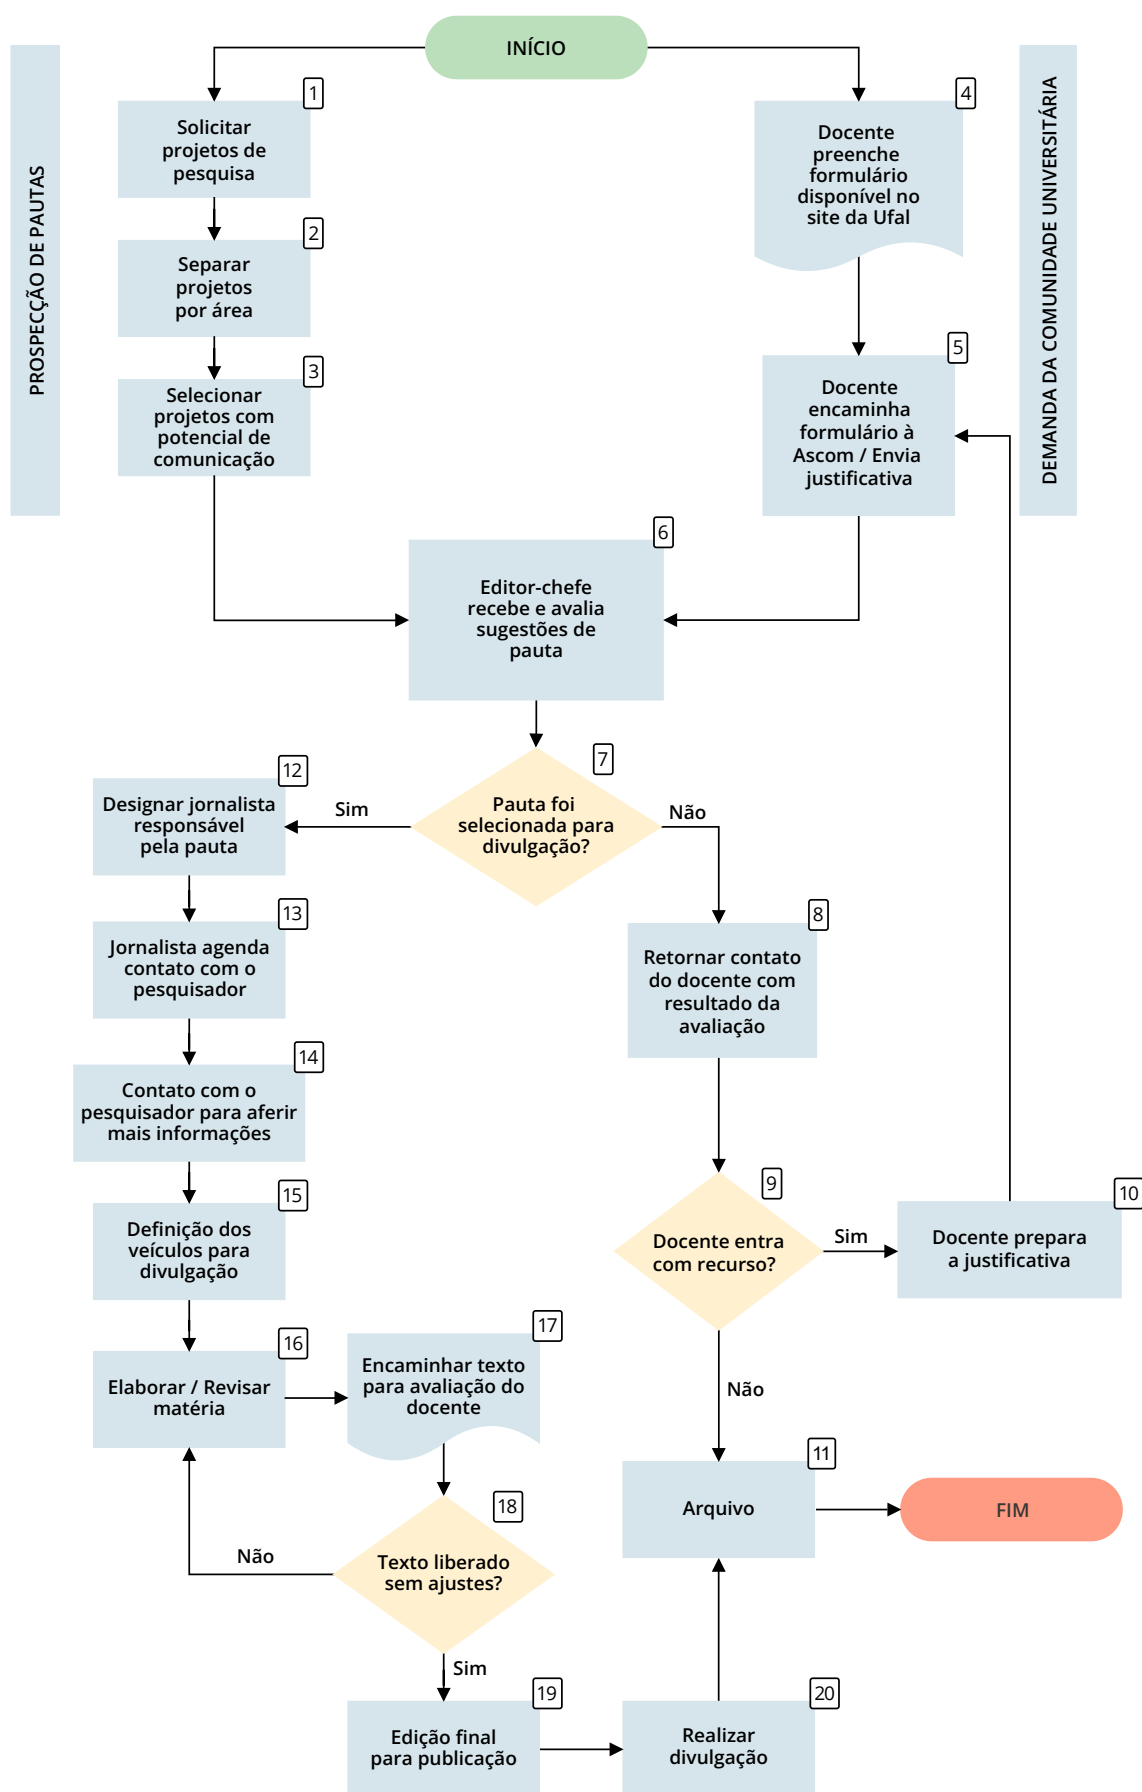 INÍCIO
PROSPECÇÃO DE PAUTAS
1
Solicitar
projetos de
pesquisa
2
Separar
projetos
por área
3
Selecionar
projetos com
potencial de
comunicação
DEMANDA DA COMUNIDADE UNIVERSITÁRIA
4
Docente
preenche
formulário
disponível no
site da Ufal
5
Docente
encaminha
formulário à
Ascom / Envia
justificativa
6
Editor-chefe
recebe e avalia
sugestões de
pauta
7
Pauta foi
selecionada para
divulgação?
Sim
Não
8
Retornar contato
do docente com
resultado da
avaliação
9
Docente entra
com recurso?
Sim
Não
10
Docente prepara
a justificativa
11
Arquivo
FIM
12
Designar jornalista
responsável
pela pauta
13
Jornalista agenda
contato com o
pesquisador
14
Contato com o
pesquisador para aferir
mais informações
15
Definição dos
veículos para
divulgação
16
Elaborar / Revisar
matéria
17
Encaminhar texto
para avaliação do
docente
18
Texto liberado
sem ajustes?
Não
Sim
19
Edição final
para publicação
20
Realizar
divulgação